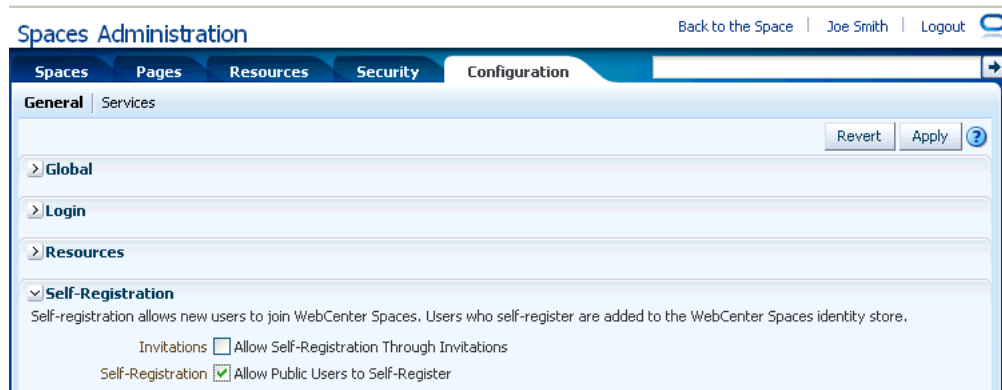 Spaces Administration
Back to the Space | Joe Smith | Logout
Spaces Pages Resources Security Configuration
General | Services
Revert Apply
Global
Login
Resources
Self-Registration
Self-registration allows new users to join WebCenter Spaces. Users who self-register are added to the WebCenter Spaces identity store.
Invitations Allow Self-Registration Through Invitations
Self-Registration Allow Public Users to Self-Register